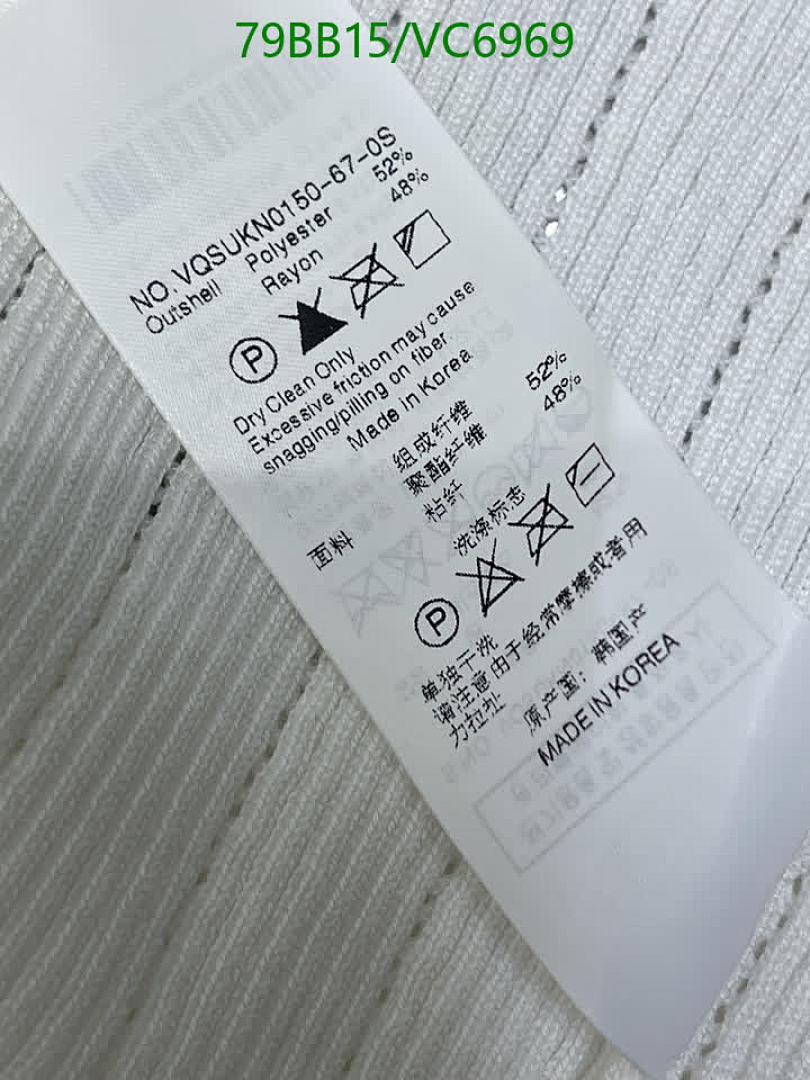 79BB15/VC6969
NO.VQSUKN0150-67-0S
Outshell Polyester 52%
Rayon 48%
P
Dry Clean Only
Excessive friction may cause
snagging/pilling on fiber.
Made in Korea
组成纤维
面料 聚酯纤维 52%
粘纤 48%
洗涤标志
P
单独干洗
请注意由于经常摩擦或者用
力拉扯
原产国：韩国产
MADE IN KOREA